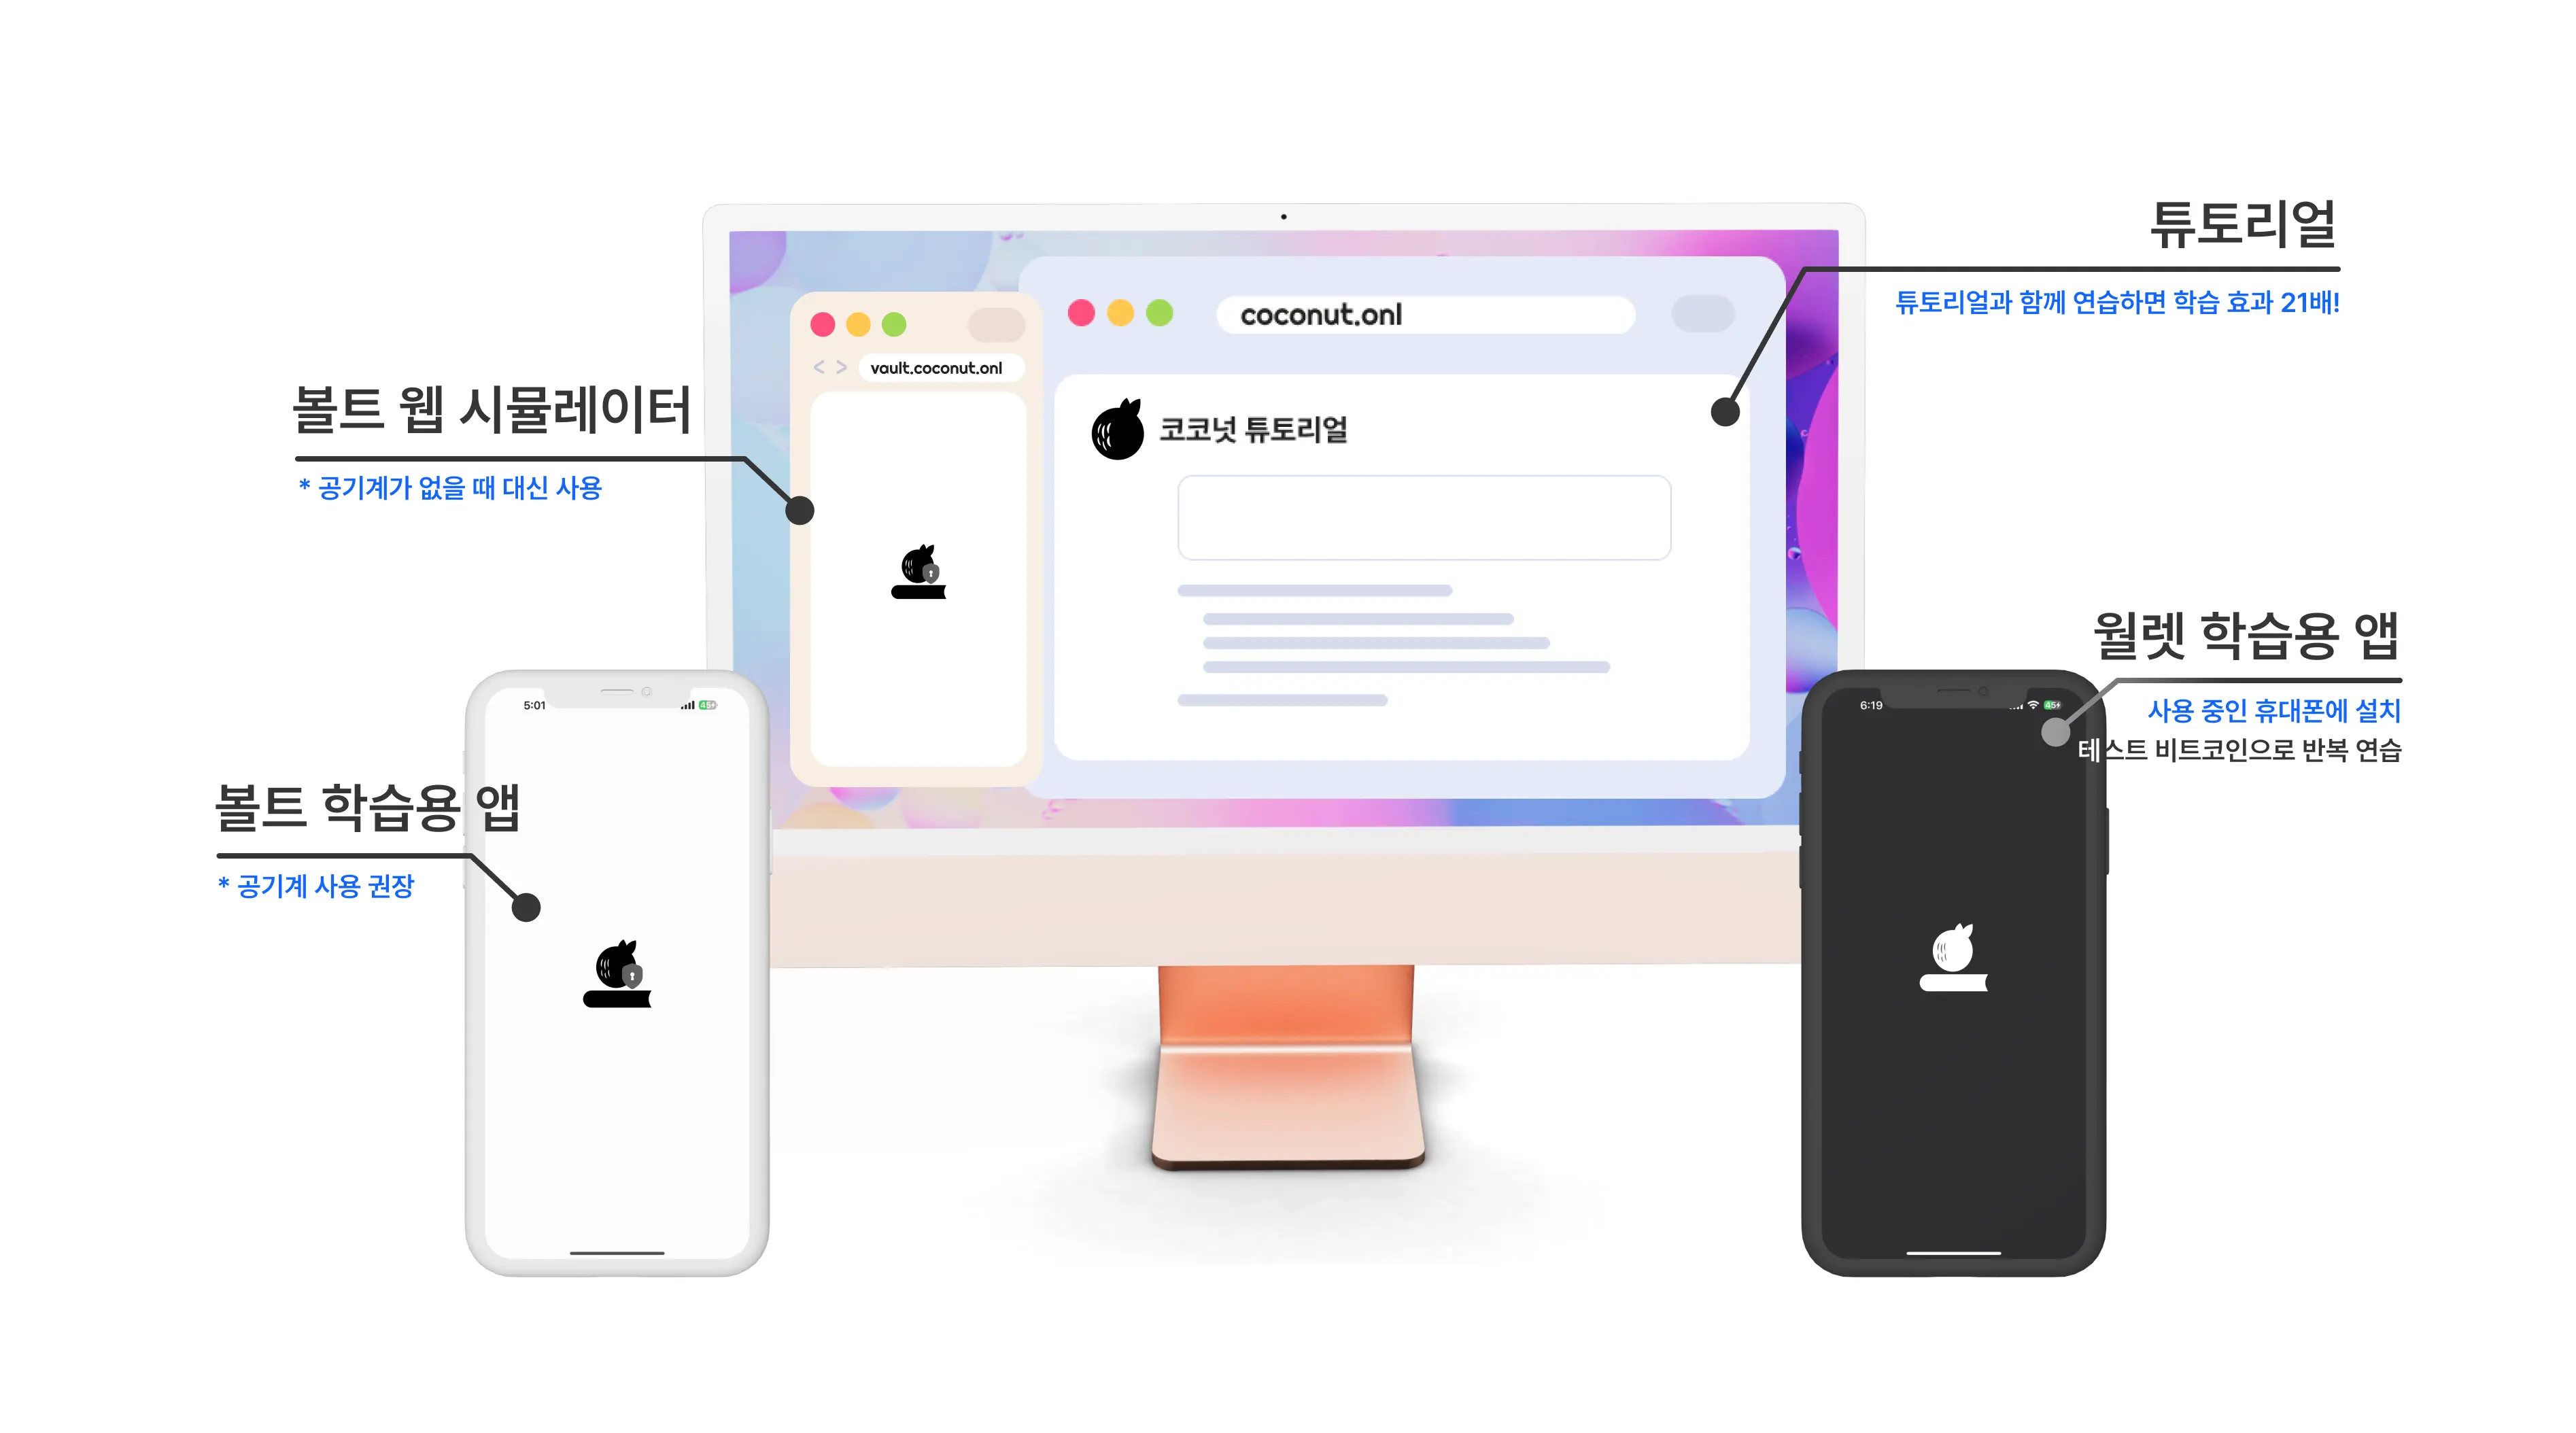 튜토리얼
튜토리얼과 함께 연습하면 학습 효과 21배!
coconut.onl
vault.coconut.onl
볼트 웹 시뮬레이터
* 공기계가 없을 때 대신 사용
코코넛 튜토리얼
월렛 학습용 앱
사용 중인 휴대폰에 설치
테스트 비트코인으로 반복 연습
5:01
45
6:19
45
볼트 학습용 앱
* 공기계 사용 권장